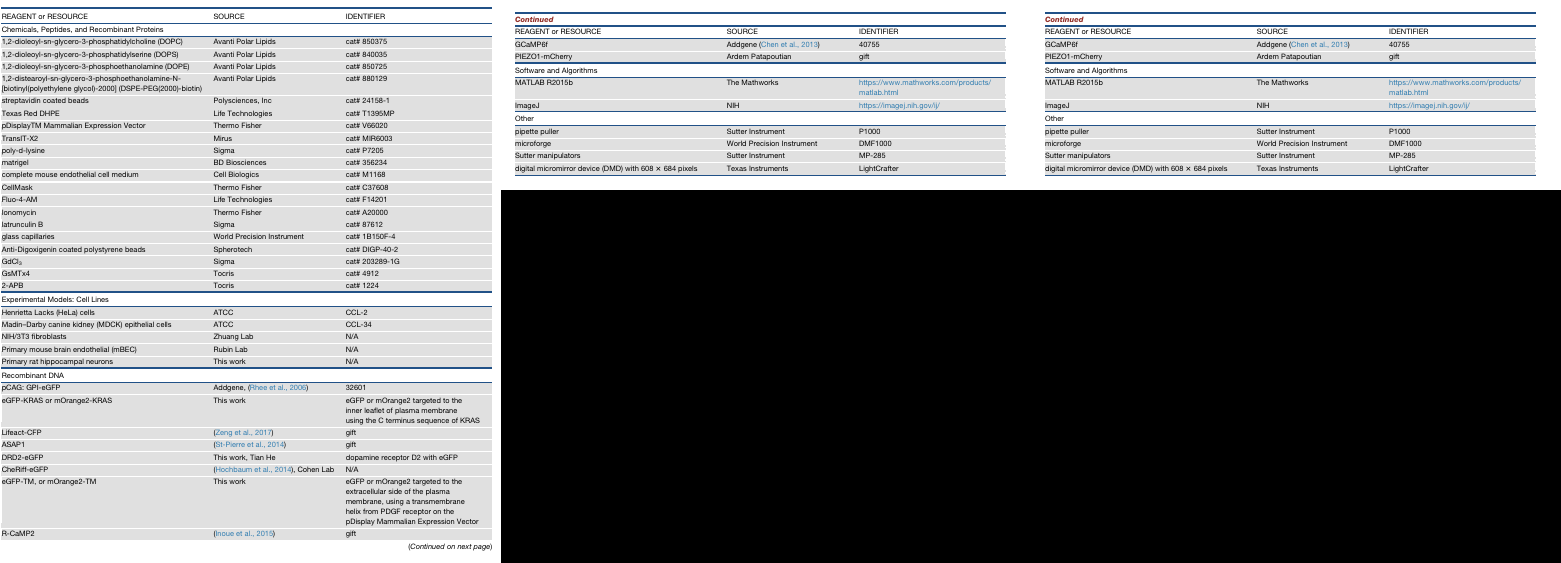 REAGENT or RESOURCE SOURCE IDENTIFIER
Chemicals, Peptides, and Recombinant Proteins
1,2-dioleoyl-sn-glycero-3-phosphatidylcholine (DOPC) Avanti Polar Lipids cat# 850375
1,2-dioleoyl-sn-glycero-3-phosphatidylserine (DOPS) Avanti Polar Lipids cat# 840035
1,2-dioleoyl-sn-glycero-3-phosphoethanolamine (DOPE) Avanti Polar Lipids cat# 850725
1,2-distearoyl-sn-glycero-3-phosphoethanolamine-N- Avanti Polar Lipids cat# 880129
[biotinyl(polyethylene glycol)-2000] (DSPE-PEG(2000)-biotin)
streptavidin coated beads Polysciences, Inc cat# 24158-1
Texas Red DHPE Life Technologies cat# T1395MP
pDisplayTM Mammalian Expression Vector Thermo Fisher cat# V66020
TransIT-X2 Mirus cat# MIR6003
poly-d-lysine Sigma cat# P7205
matrigel BD Biosciences cat# 356234
complete mouse endothelial cell medium Cell Biologics cat# M1168
CellMask Thermo Fisher cat# C37608
Fluo-4-AM Life Technologies cat# F14201
Ionomycin Thermo Fisher cat# A20000
latrunculin B Sigma cat# 87612
glass capillaries World Precision Instrument cat# 1B150F-4
Anti-Digoxigenin coated polystyrene beads Spherotech cat# DIGP-40-2
GdCl3 Sigma cat# 203289-1G
GsMTx4 Tocris cat# 4912
2-APB Tocris cat# 1224
Experimental Models: Cell Lines
Henrietta Lacks (HeLa) cells ATCC CCL-2
Madin–Darby canine kidney (MDCK) epithelial cells ATCC CCL-34
NIH/3T3 fibroblasts Zhuang Lab N/A
Primary mouse brain endothelial (mBEC) Rubin Lab N/A
Primary rat hippocampal neurons This work N/A
Recombinant DNA
pCAG: GPI-eGFP Addgene, (Rhee et al., 2006) 32601
eGFP-KRAS or mOrange2-KRAS This work eGFP or mOrange2 targeted to the
inner leaflet of plasma membrane
using the C terminus sequence of KRAS
Lifeact-CFP (Zeng et al., 2017) gift
ASAP1 (St-Pierre et al., 2014) gift
DRD2-eGFP This work, Tian He dopamine receptor D2 with eGFP
CheRiff-eGFP (Hochbaum et al., 2014), Cohen Lab N/A
eGFP-TM, or mOrange2-TM This work eGFP or mOrange2 targeted to the
extracellular side of the plasma
membrane, using a transmembrane
helix from PDGF receptor on the
pDisplay Mammalian Expression Vector
R-CaMP2 (Inoue et al., 2015) gift
(Continued on next page)
Continued
REAGENT or RESOURCE SOURCE IDENTIFIER
GCaMP6f Addgene (Chen et al., 2013) 40755
PIEZO1-mCherry Ardem Patapoutian gift
Software and Algorithms
MATLAB R2015b The Mathworks https://www.mathworks.com/products/
matlab.html
ImageJ NIH https://imagej.nih.gov/ij/
Other
pipette puller Sutter Instrument P1000
microforge World Precision Instrument DMF1000
Sutter manipulators Sutter Instrument MP-285
digital micromirror device (DMD) with 608 × 684 pixels Texas Instruments LightCrafter
Continued
REAGENT or RESOURCE SOURCE IDENTIFIER
GCaMP6f Addgene (Chen et al., 2013) 40755
PIEZO1-mCherry Ardem Patapoutian gift
Software and Algorithms
MATLAB R2015b The Mathworks https://www.mathworks.com/products/
matlab.html
ImageJ NIH https://imagej.nih.gov/ij/
Other
pipette puller Sutter Instrument P1000
microforge World Precision Instrument DMF1000
Sutter manipulators Sutter Instrument MP-285
digital micromirror device (DMD) with 608 × 684 pixels Texas Instruments LightCrafter